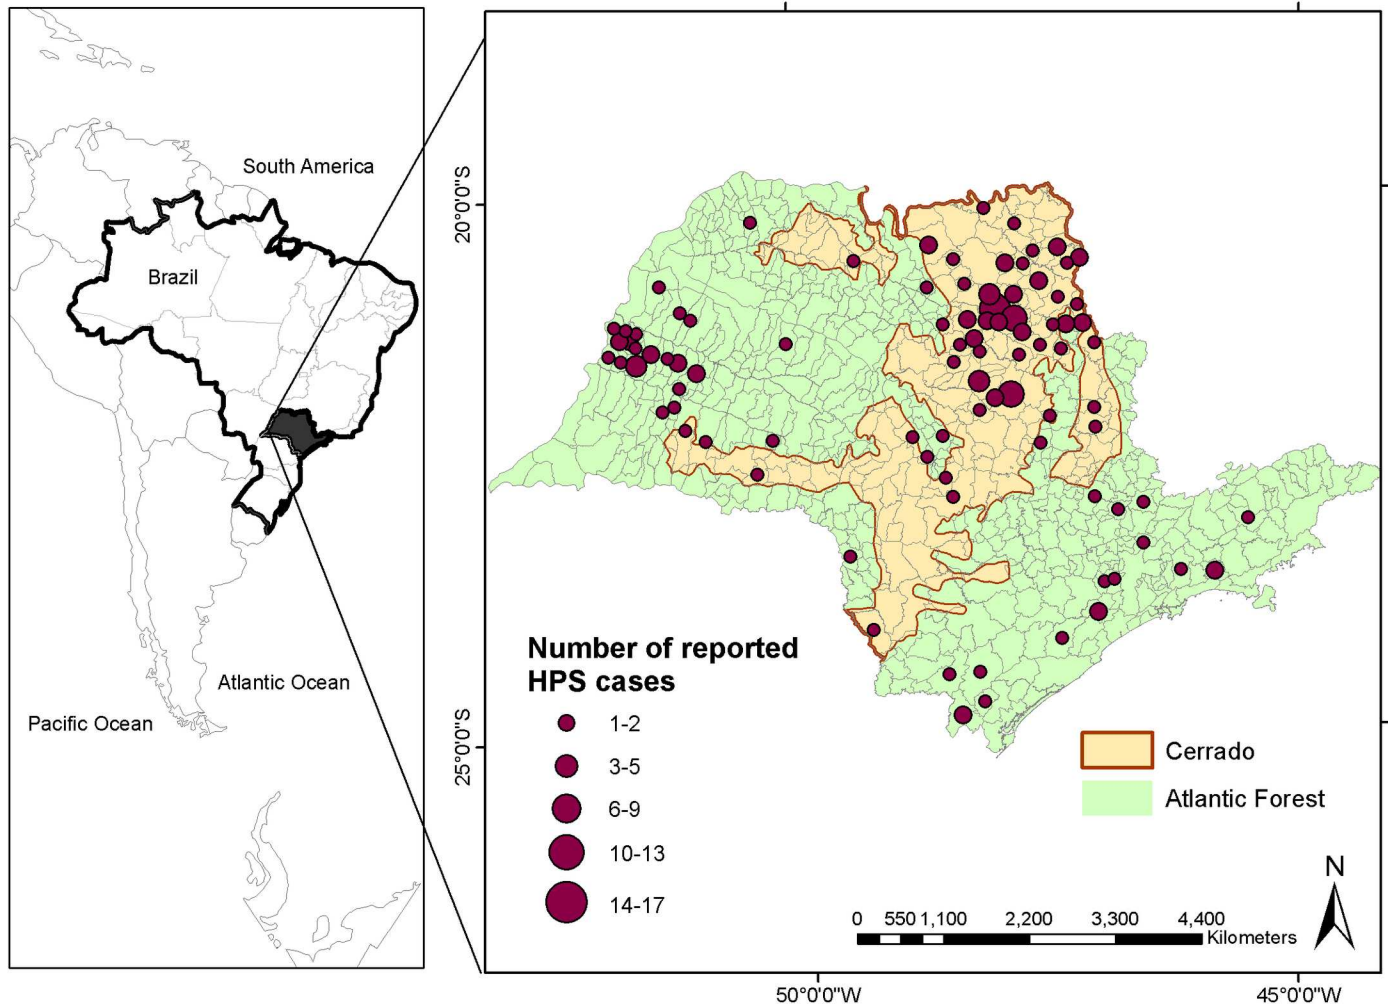 South America
Brazil
Atlantic Ocean
Pacific Ocean
20°0'0"S
25°0'0"S
Number of reported
HPS cases
1-2
3-5
6-9
10-13
14-17
Cerrado
Atlantic Forest
N
0 550 1,100 2,200 3,300 4,400
Kilometers
50°0'0"W
45°0'0"W